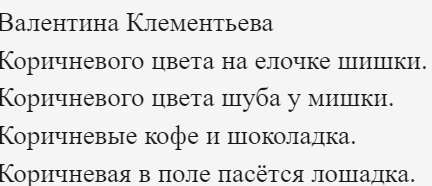 Валентина Клементьева
Коричневого цвета на елочке шишки.
Коричневого цвета шуба у мишки.
Коричневые кофе и шоколадка.
Коричневая в поле пасётся лошадка.